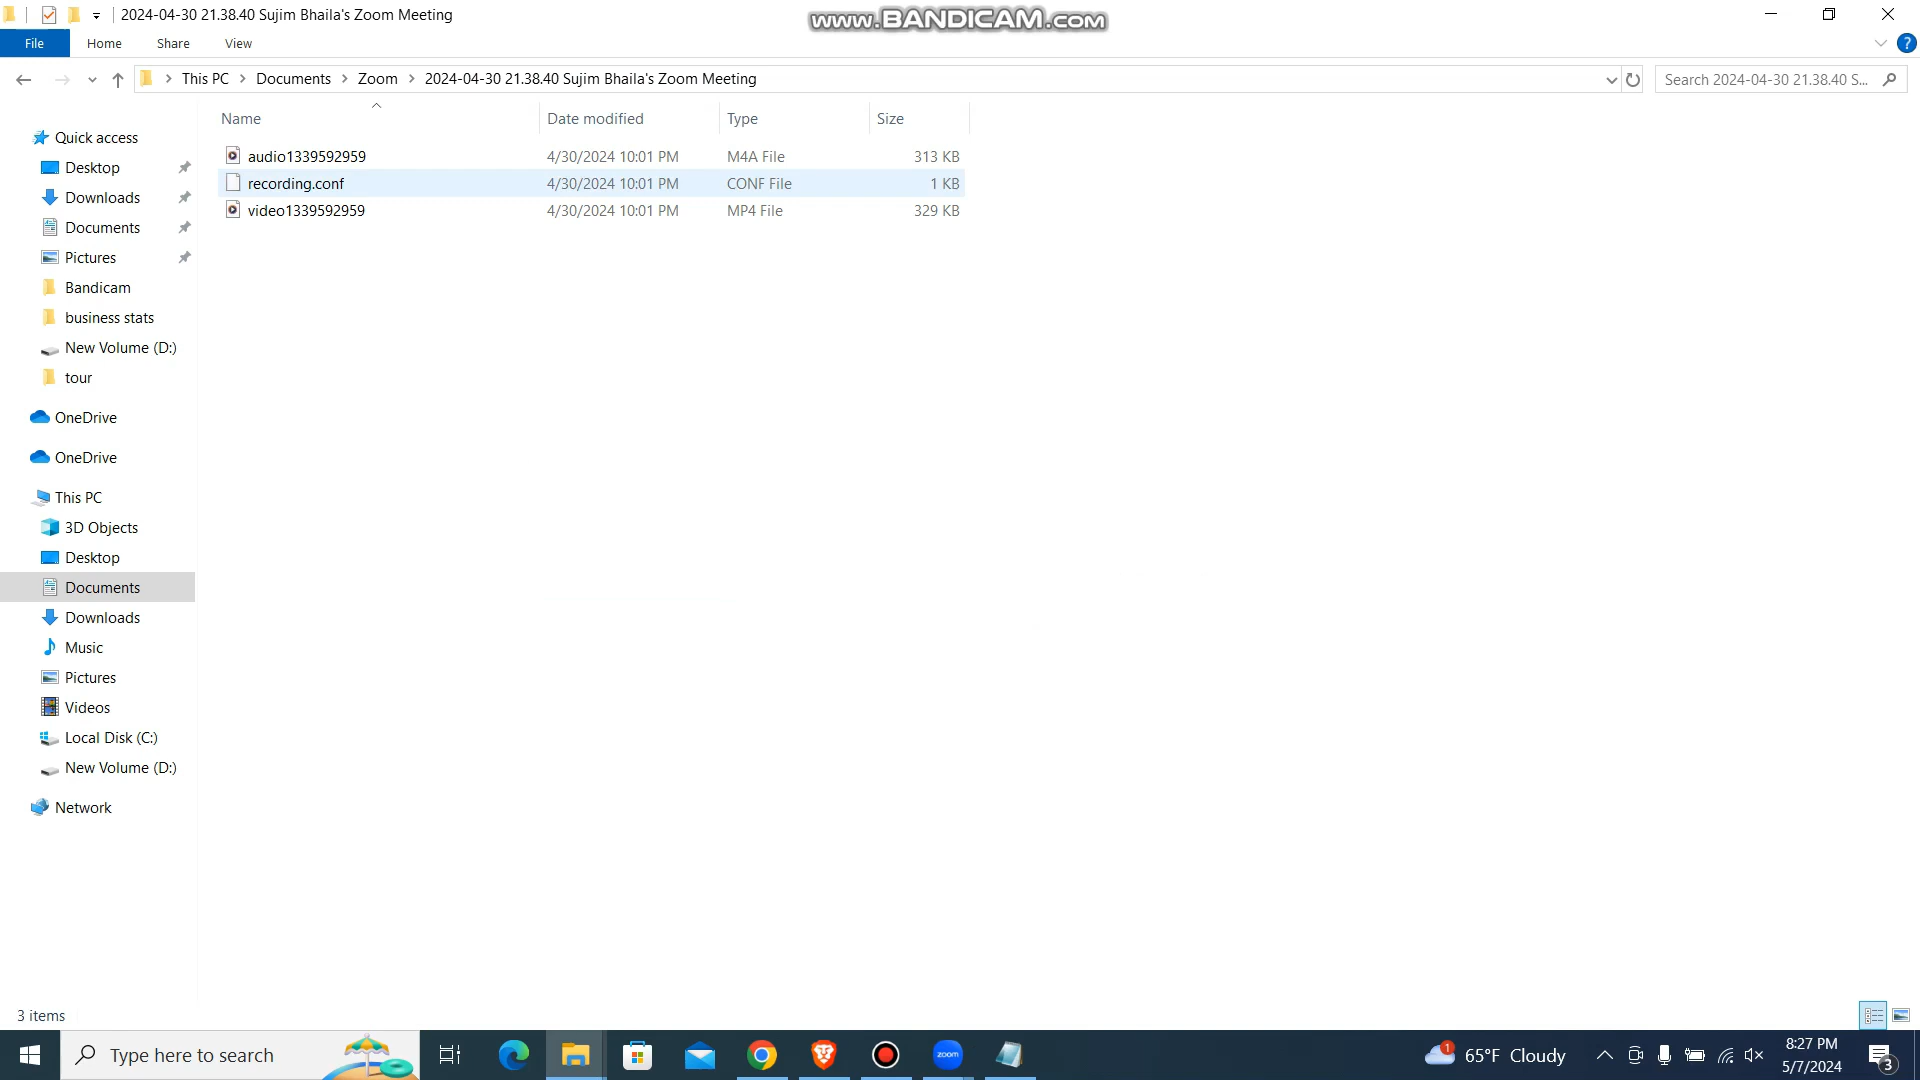 2024-04-30 21.38.40 Sujim Bhaila's Zoom Meeting
www.BANDICAM.com
File Home Share View
?
This PC Documents Zoom 2024-04-30 21.38.40 Sujim Bhaila's Zoom Meeting
Search 2024-04-30 21.38.40 S...
Name Date modified Type Size
audio1339592959 4/30/2024 10:01 PM M4A File 313 KB
recording.conf 4/30/2024 10:01 PM CONF File 1 KB
video1339592959 4/30/2024 10:01 PM MP4 File 329 KB
Quick access
Desktop
Downloads
Documents
Pictures
Bandicam
business stats
New Volume (D:)
tour
OneDrive
OneDrive
This PC
3D Objects
Desktop
Documents
Downloads
Music
Pictures
Videos
Local Disk (C:)
New Volume (D:)
Network
3 items
Type here to search
zoom
1
65°F Cloudy
8:27 PM
5/7/2024
3